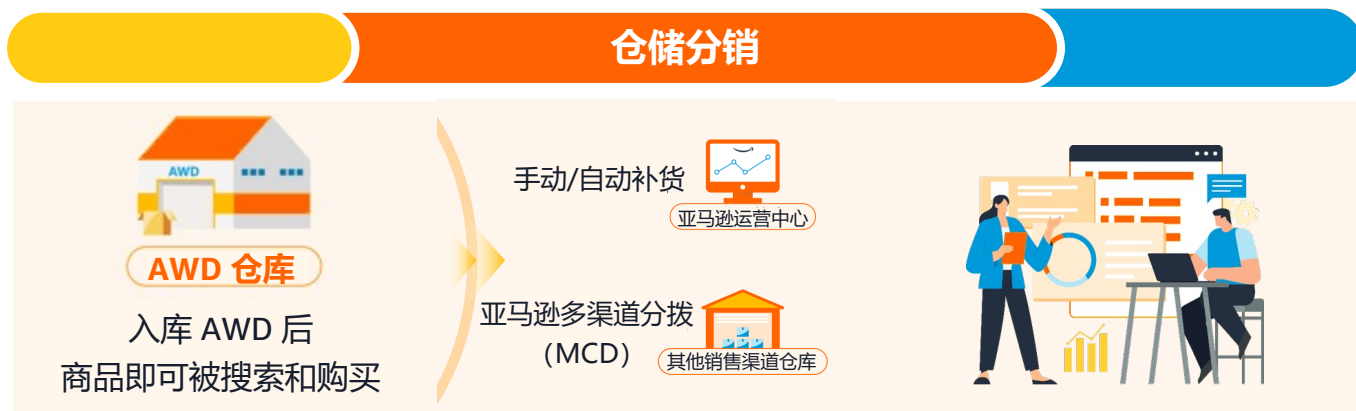 仓储分销
AWD
AWD 仓库
入库 AWD 后
商品即可被搜索和购买
手动/自动补货
亚马逊运营中心
亚马逊多渠道分拨
（MCD）
其他销售渠道仓库